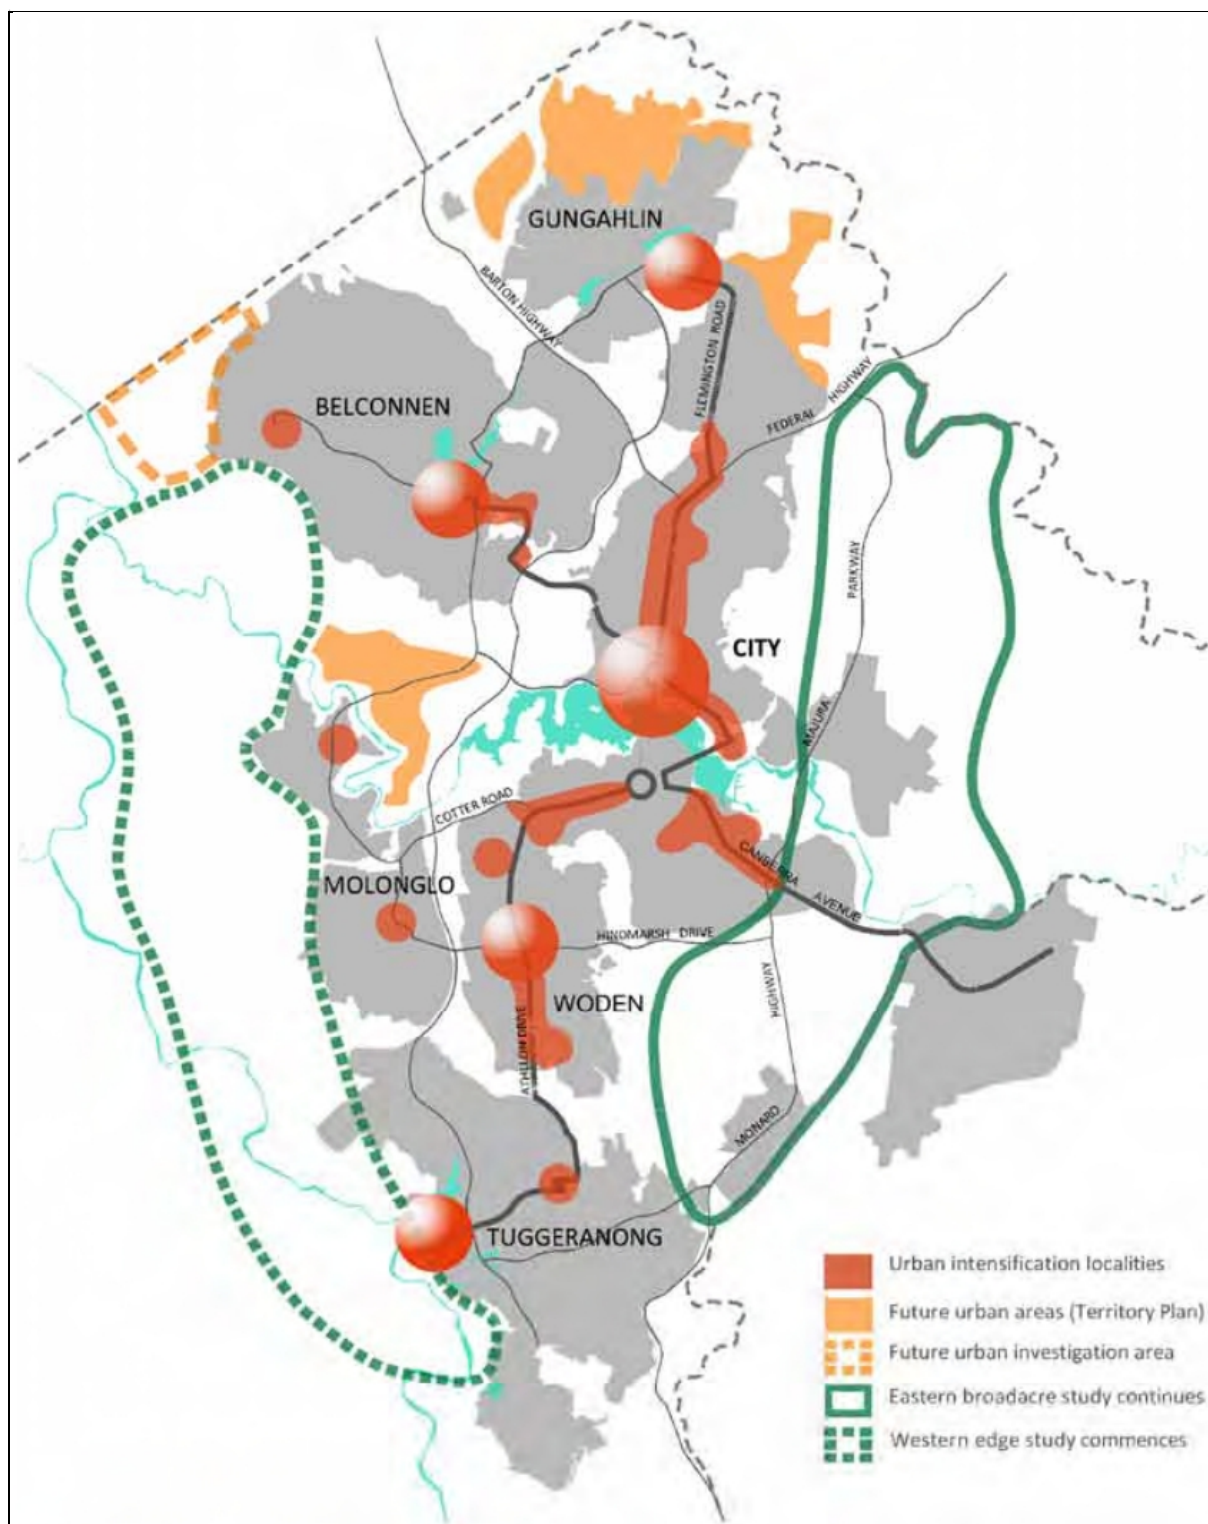 GUNGAHLIN
BARTON HIGHWAY
FLEMINGTON ROAD
FEDERAL HIGHWAY
BELCONNEN
PARKWAY
CITY
MAJURA
COTTER ROAD
CANBERRA AVENUE
MOLONGLO
HINDMARSH DRIVE
HIGHWAY
WODEN
ATHLLON DRIVE
MONARD
TUGGERANONG
Urban intensification localities
Future urban areas (Territory Plan)
Future urban investigation area
Eastern broadacre study continues
Western edge study commences